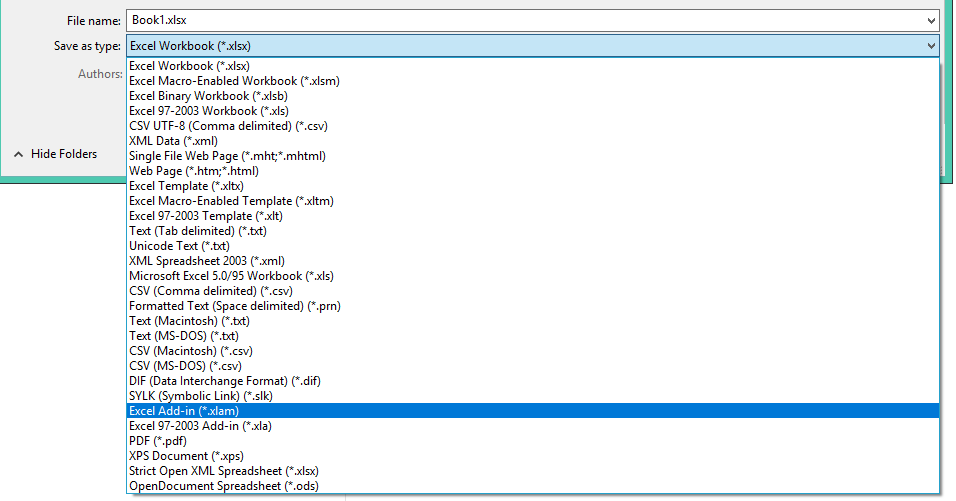 File name: Book1.xlsx
Save as type: Excel Workbook (*.xlsx)
Excel Workbook (*.xlsx)
Authors: Excel Macro-Enabled Workbook (*.xlsm)
Excel Binary Workbook (*.xlsb)
Excel 97-2003 Workbook (*.xls)
CSV UTF-8 (Comma delimited) (*.csv)
XML Data (*.xml)
Hide Folders Single File Web Page (*.mht;*.mhtml)
Web Page (*.htm;*.html)
Excel Template (*.xltx)
Excel Macro-Enabled Template (*.xltm)
Excel 97-2003 Template (*.xlt)
Text (Tab delimited) (*.txt)
Unicode Text (*.txt)
XML Spreadsheet 2003 (*.xml)
Microsoft Excel 5.0/95 Workbook (*.xls)
CSV (Comma delimited) (*.csv)
Formatted Text (Space delimited) (*.prn)
Text (Macintosh) (*.txt)
Text (MS-DOS) (*.txt)
CSV (Macintosh) (*.csv)
CSV (MS-DOS) (*.csv)
DIF (Data Interchange Format) (*.dif)
SYLK (Symbolic Link) (*.slk)
Excel Add-in (*.xlam)
Excel 97-2003 Add-in (*.xla)
PDF (*.pdf)
XPS Document (*.xps)
Strict Open XML Spreadsheet (*.xlsx)
OpenDocument Spreadsheet (*.ods)